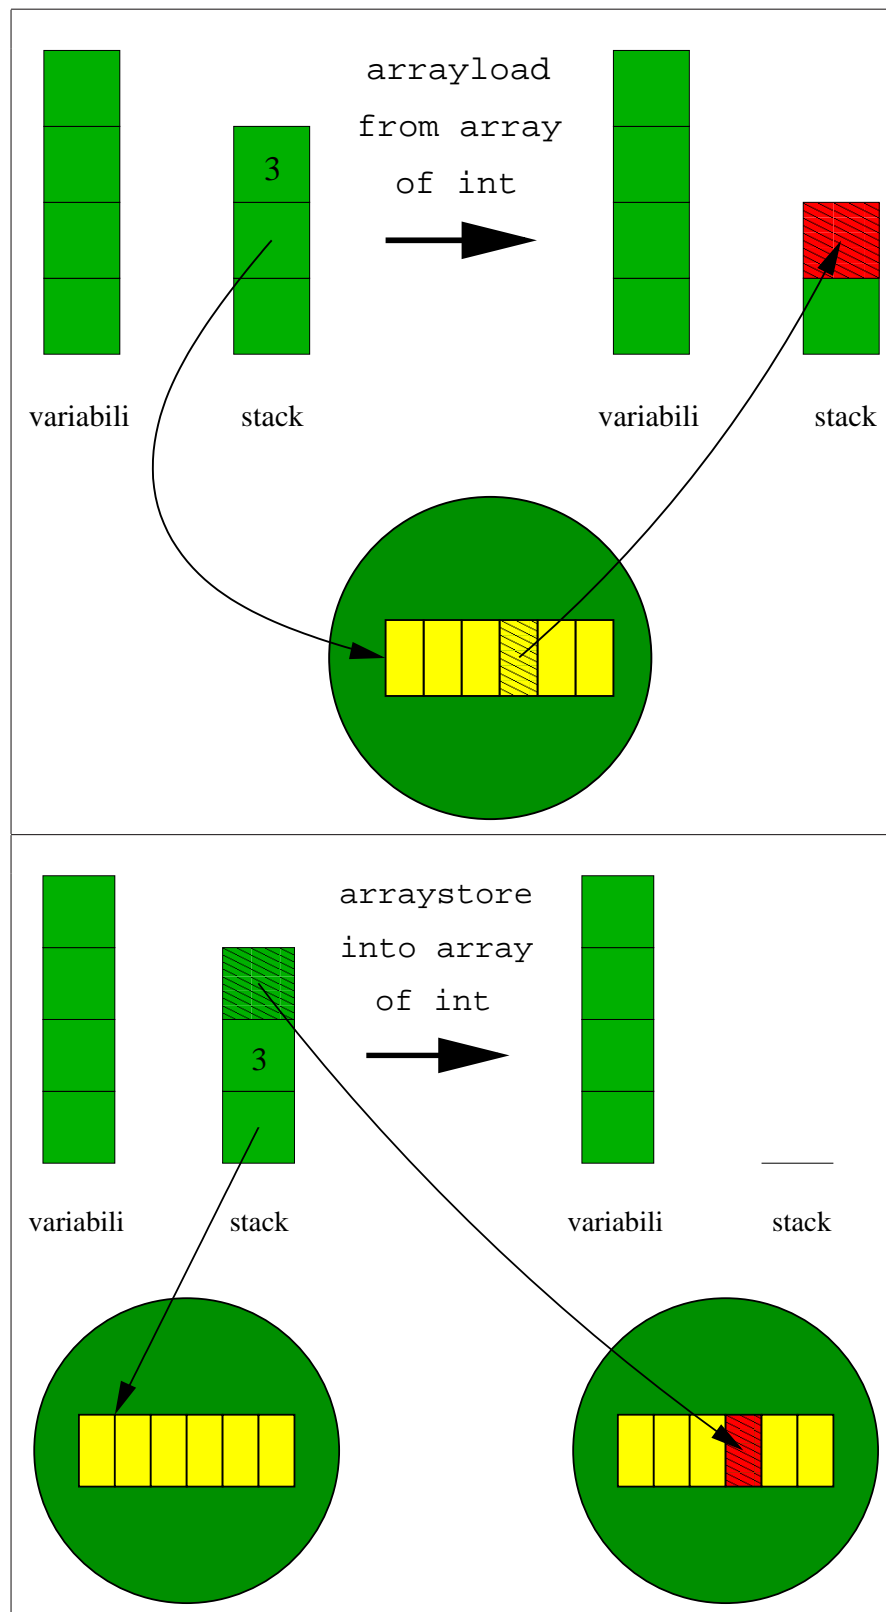 arrayload
from array
of int
3
variabili
stack
variabili
stack
arraystore
into array
of int
3
variabili
stack
variabili
stack